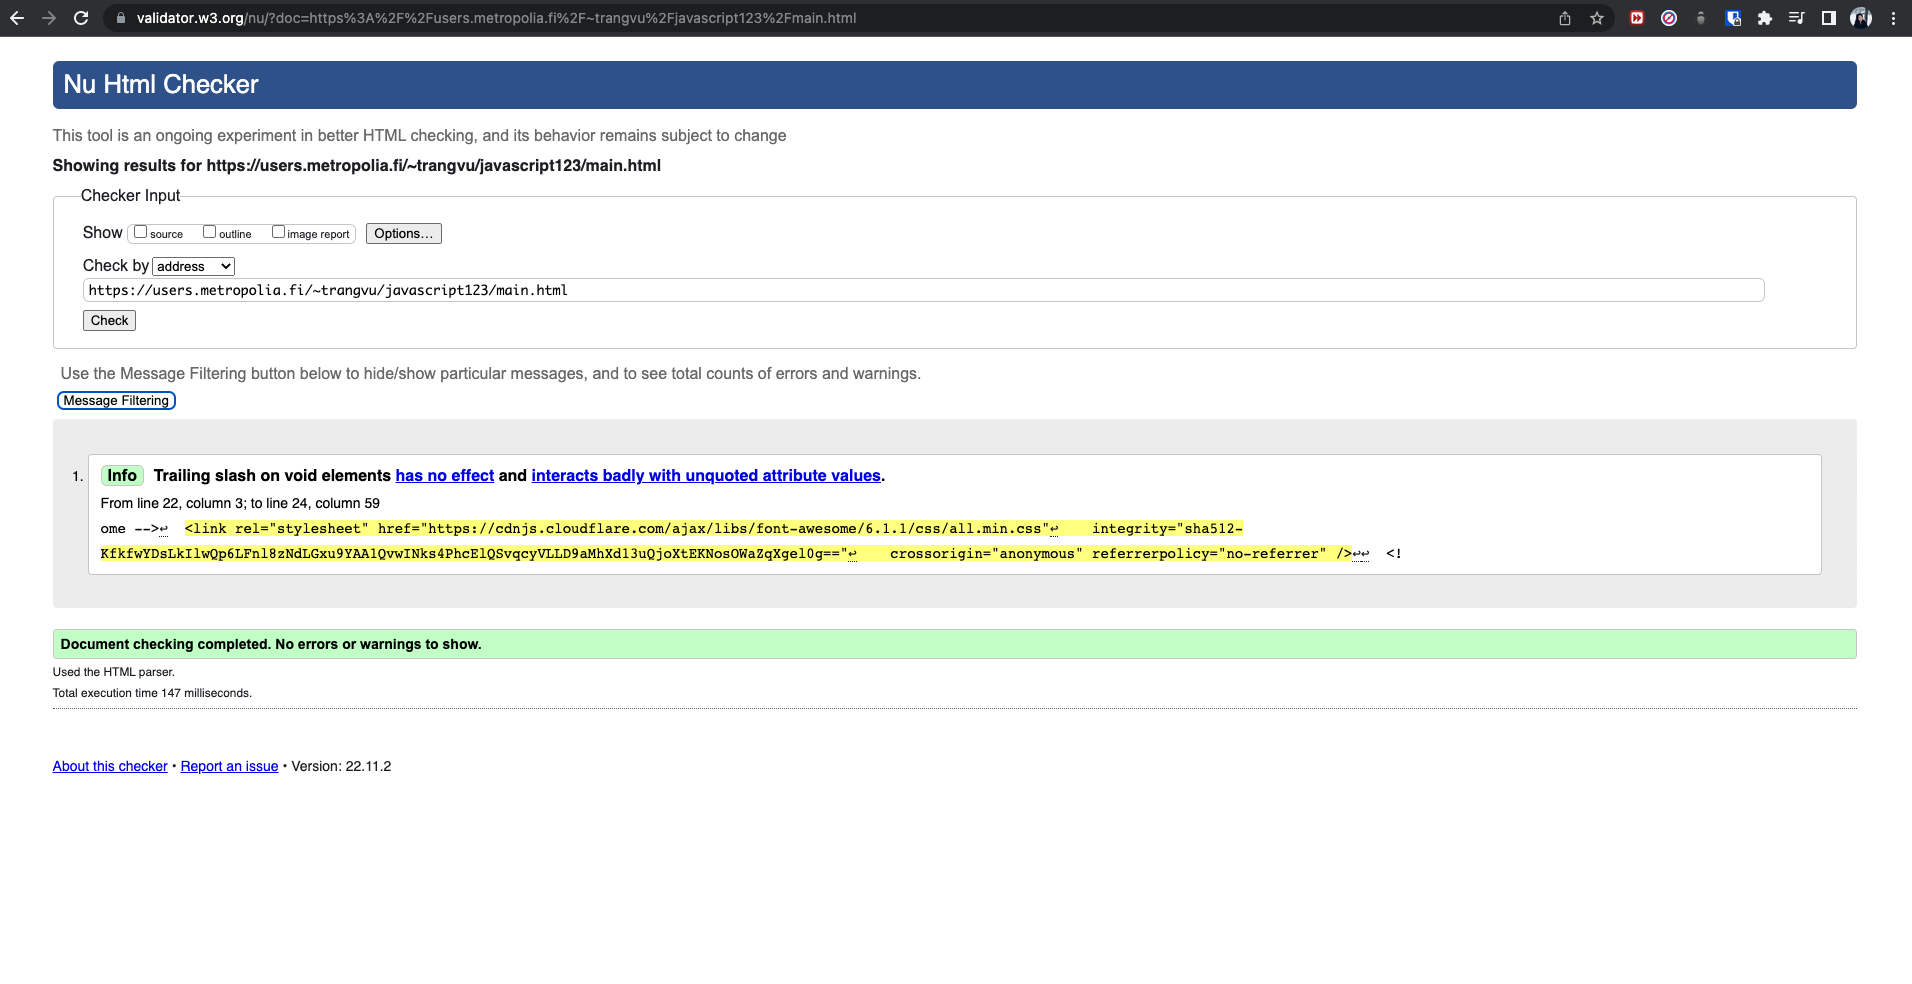 validator.w3.org/nu/?doc=https%3A%2F%2Fusers.metropolia.fi%2F~trangvu%2Fjavascript123%2Fmain.html
Nu Html Checker
This tool is an ongoing experiment in better HTML checking, and its behavior remains subject to change
Showing results for https://users.metropolia.fi/~trangvu/javascript123/main.html
Checker Input
Show source outline image report Options…
Check by address
https://users.metropolia.fi/~trangvu/javascript123/main.html
Check
Use the Message Filtering button below to hide/show particular messages, and to see total counts of errors and warnings.
Message Filtering
1. Info Trailing slash on void elements has no effect and interacts badly with unquoted attribute values.
From line 22, column 3; to line 24, column 59
ome -->↩ <link rel="stylesheet" href="https://cdnjs.cloudflare.com/ajax/libs/font-awesome/6.1.1/css/all.min.css"↩ integrity="sha512-
KfkfwYDsLkIlwQp6LFnl8zNdLGxu9YAA1QvwINks4PhcElQSvqcyVLLD9aMhXd13uQjoXtEKNosOWaZqXgel0g=="↩ crossorigin="anonymous" referrerpolicy="no-referrer" />↩↩ <!
Document checking completed. No errors or warnings to show.
Used the HTML parser.
Total execution time 147 milliseconds.
About this checker • Report an issue • Version: 22.11.2